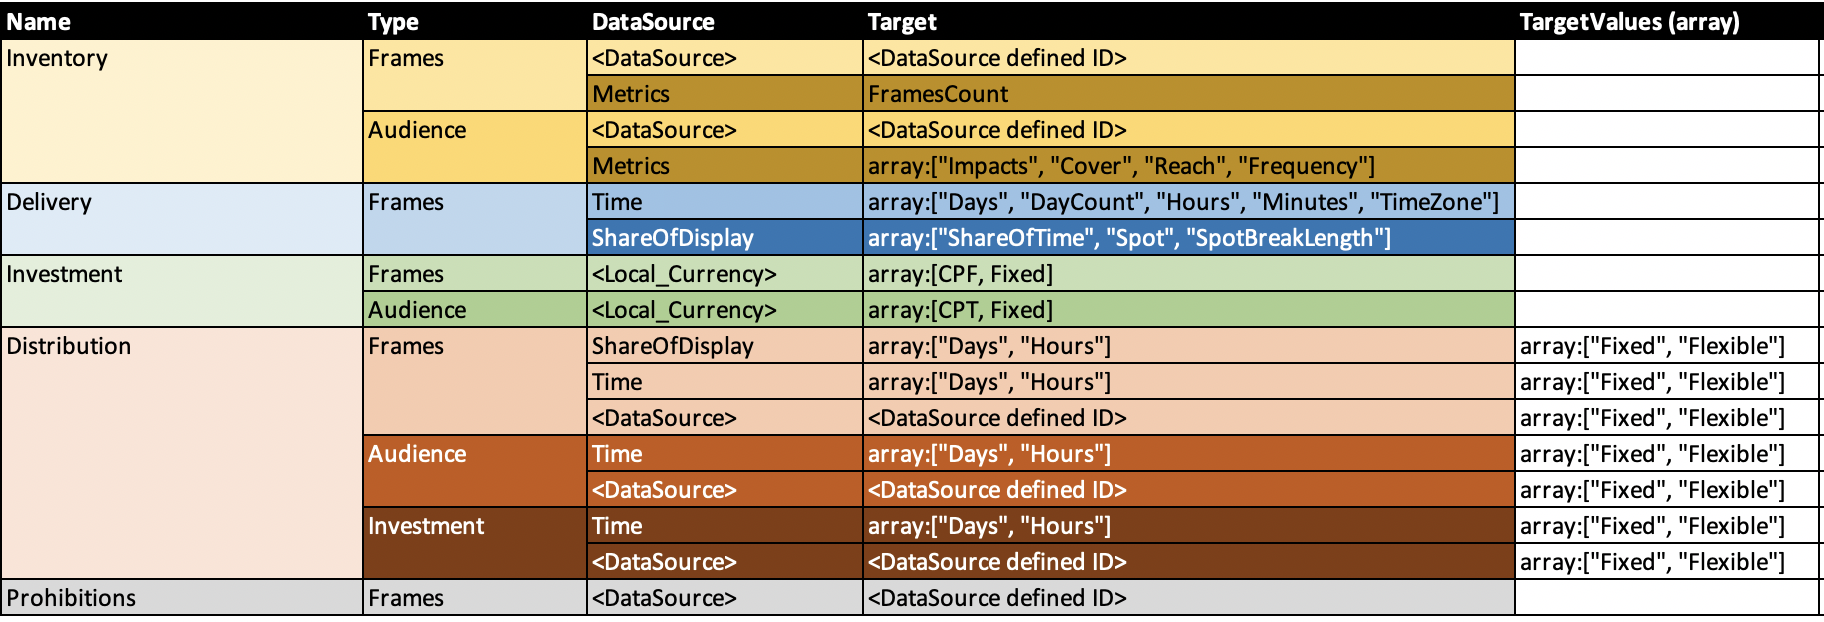 Name Type DataSource Target TargetValues (array)
Inventory Frames <DataSource> <DataSource defined ID>
Metrics FramesCount
Audience <DataSource> <DataSource defined ID>
Metrics array:["Impacts", "Cover", "Reach", "Frequency"]
Delivery Frames Time array:["Days", "DayCount", "Hours", "Minutes", "TimeZone"]
ShareOfDisplay array:["ShareOfTime", "Spot", "SpotBreakLength"]
Investment Frames <Local_Currency> array:[CPF, Fixed]
Audience <Local_Currency> array:[CPT, Fixed]
Distribution Frames ShareOfDisplay array:["Days", "Hours"] array:["Fixed", "Flexible"]
Time array:["Days", "Hours"] array:["Fixed", "Flexible"]
<DataSource> <DataSource defined ID> array:["Fixed", "Flexible"]
Audience Time array:["Days", "Hours"] array:["Fixed", "Flexible"]
<DataSource> <DataSource defined ID> array:["Fixed", "Flexible"]
Investment Time array:["Days", "Hours"] array:["Fixed", "Flexible"]
<DataSource> <DataSource defined ID> array:["Fixed", "Flexible"]
Prohibitions Frames <DataSource> <DataSource defined ID>